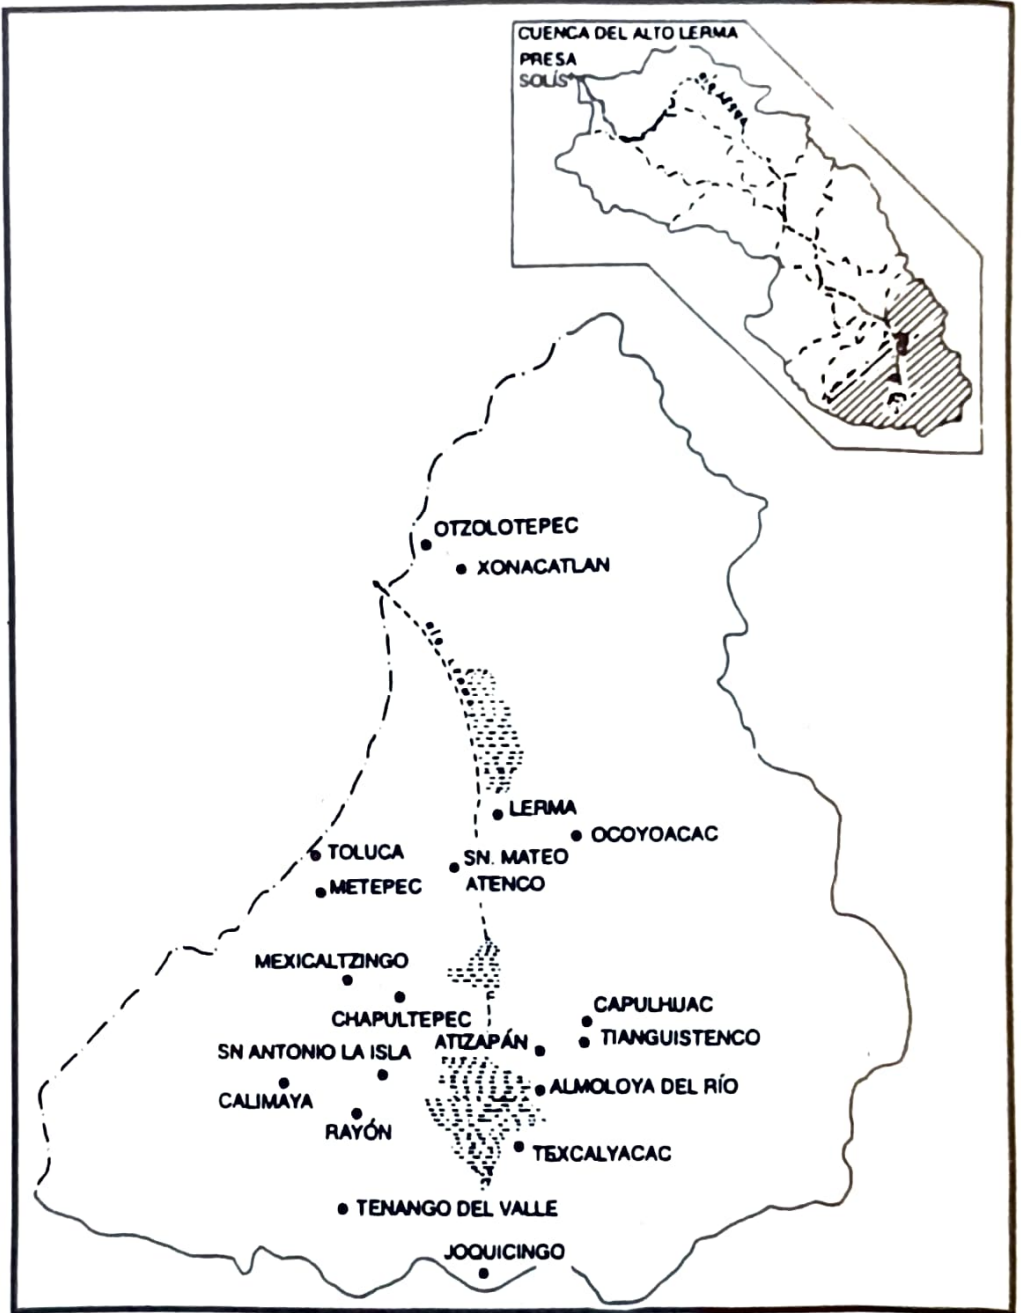 CUENCA DEL ALTO LERMA
PRESA
SOLÍS
OTZOLOTEPEC
XONACATLAN
LERMA
OCOYOACAC
TOLUCA
SN. MATEO
ATENCO
METEPEC
MEXICALTZINGO
CHAPULTEPEC
CAPULHUAC
TIANGUISTENCO
ATIZAPÁN
SN ANTONIO LA ISLA
ALMOLOYA DEL RÍO
CALIMAYA
RAYÓN
TEXCALYACAC
TENANGO DEL VALLE
JOQUICINGO